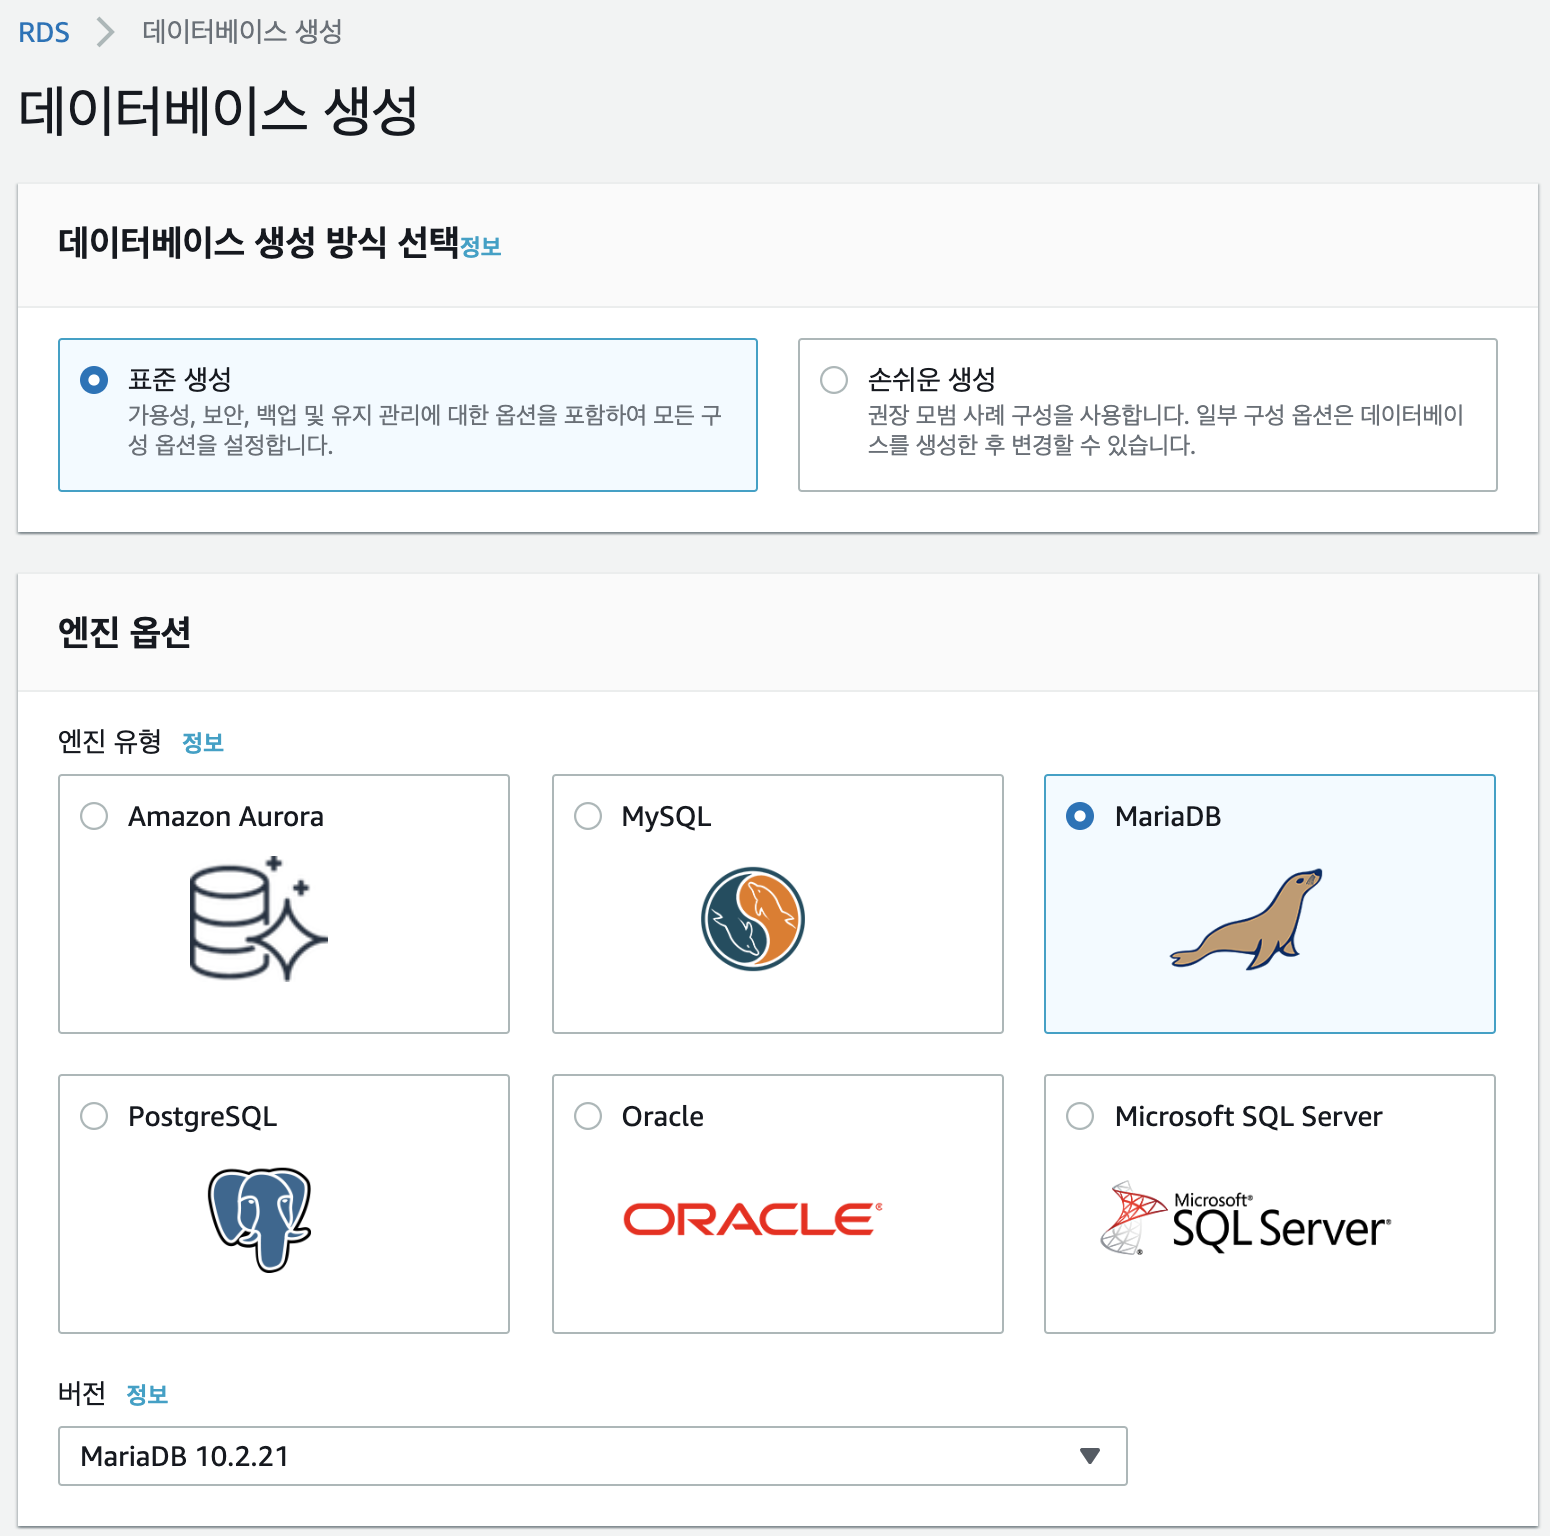 RDS > 데이터베이스 생성
데이터베이스 생성
데이터베이스 생성 방식 선택정보
표준 생성
가용성, 보안, 백업 및 유지 관리에 대한 옵션을 포함하여 모든 구
성 옵션을 설정합니다.
손쉬운 생성
권장 모범 사례 구성을 사용합니다. 일부 구성 옵션은 데이터베이
스를 생성한 후 변경할 수 있습니다.
엔진 옵션
엔진 유형 정보
Amazon Aurora
MySQL
MariaDB
PostgreSQL
Oracle
ORACLE®
Microsoft SQL Server
Microsoft®
SQL Server®
버전 정보
MariaDB 10.2.21